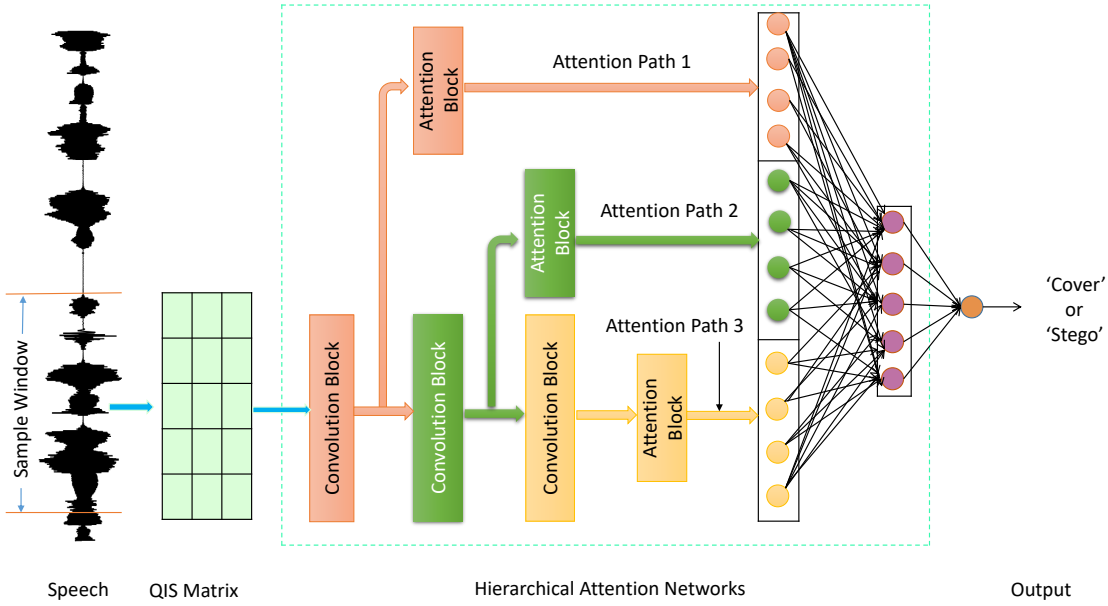 Attention Path 1
Attention Block
Attention Path 2
Attention Block
Attention Path 3
Sample Window
Convolution Block
Convolution Block
Convolution Block
Attention Block
'Cover'
or
'Stego'
Speech
QIS Matrix
Hierarchical Attention Networks
Output